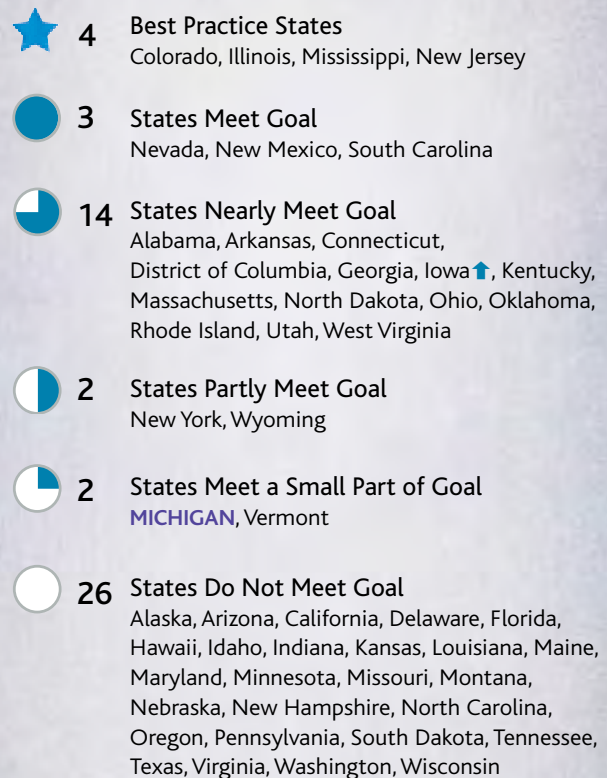 4 Best Practice States
Colorado, Illinois, Mississippi, New Jersey
3 States Meet Goal
Nevada, New Mexico, South Carolina
14 States Nearly Meet Goal
Alabama, Arkansas, Connecticut,
District of Columbia, Georgia, Iowa⬆, Kentucky,
Massachusetts, North Dakota, Ohio, Oklahoma,
Rhode Island, Utah, West Virginia
2 States Partly Meet Goal
New York, Wyoming
2 States Meet a Small Part of Goal
MICHIGAN, Vermont
26 States Do Not Meet Goal
Alaska, Arizona, California, Delaware, Florida,
Hawaii, Idaho, Indiana, Kansas, Louisiana, Maine,
Maryland, Minnesota, Missouri, Montana,
Nebraska, New Hampshire, North Carolina,
Oregon, Pennsylvania, South Dakota, Tennessee,
Texas, Virginia, Washington, Wisconsin